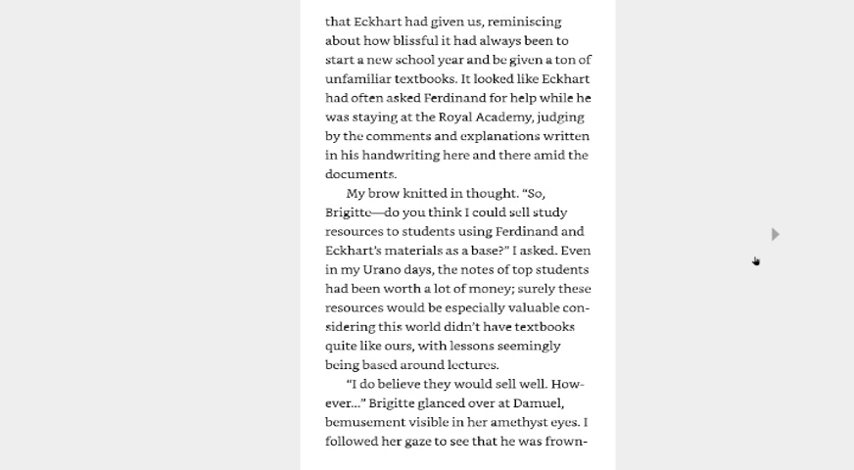 that Eckhart had given us, reminiscing
about how blissful it had always been to
start a new school year and be given a ton of
unfamiliar textbooks. It looked like Eckhart
had often asked Ferdinand for help while he
was staying at the Royal Academy, judging
by the comments and explanations written
in his handwriting here and there amid the
documents.
My brow knitted in thought. “So,
Brigitte—do you think I could sell study
resources to students using Ferdinand and
Eckhart’s materials as a base?” I asked. Even
in my Urano days, the notes of top students
had been worth a lot of money; surely these
resources would be especially valuable con-
sidering this world didn’t have textbooks
quite like ours, with lessons seemingly
being based around lectures.
“I do believe they would sell well. How-
ever...” Brigitte glanced over at Damuel,
bemusement visible in her amethyst eyes. I
followed her gaze to see that he was frown-